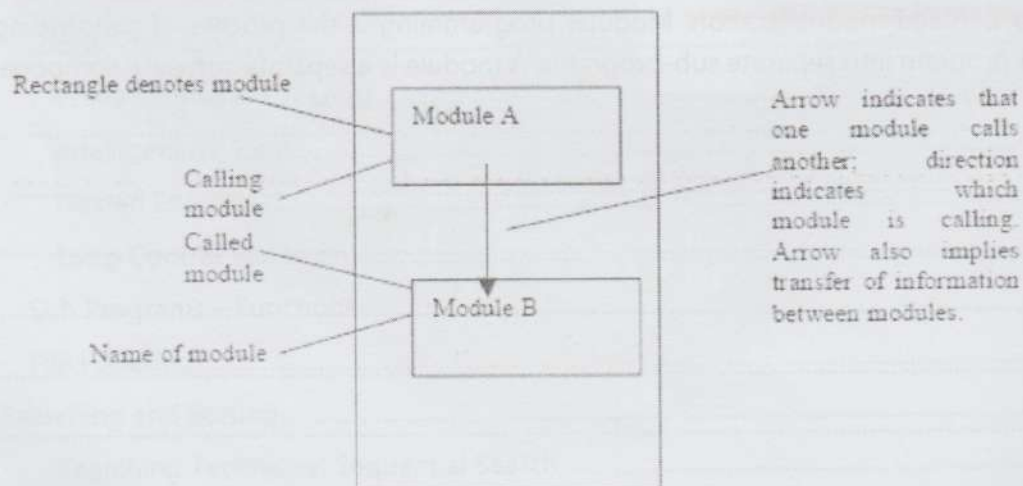 Rectangle denotes module
Module A
Calling
module
Called
module
Module B
Name of module
Arrow indicates that
one module calls
another; direction
indicates which
module is calling.
Arrow also implies
transfer of information
between modules.